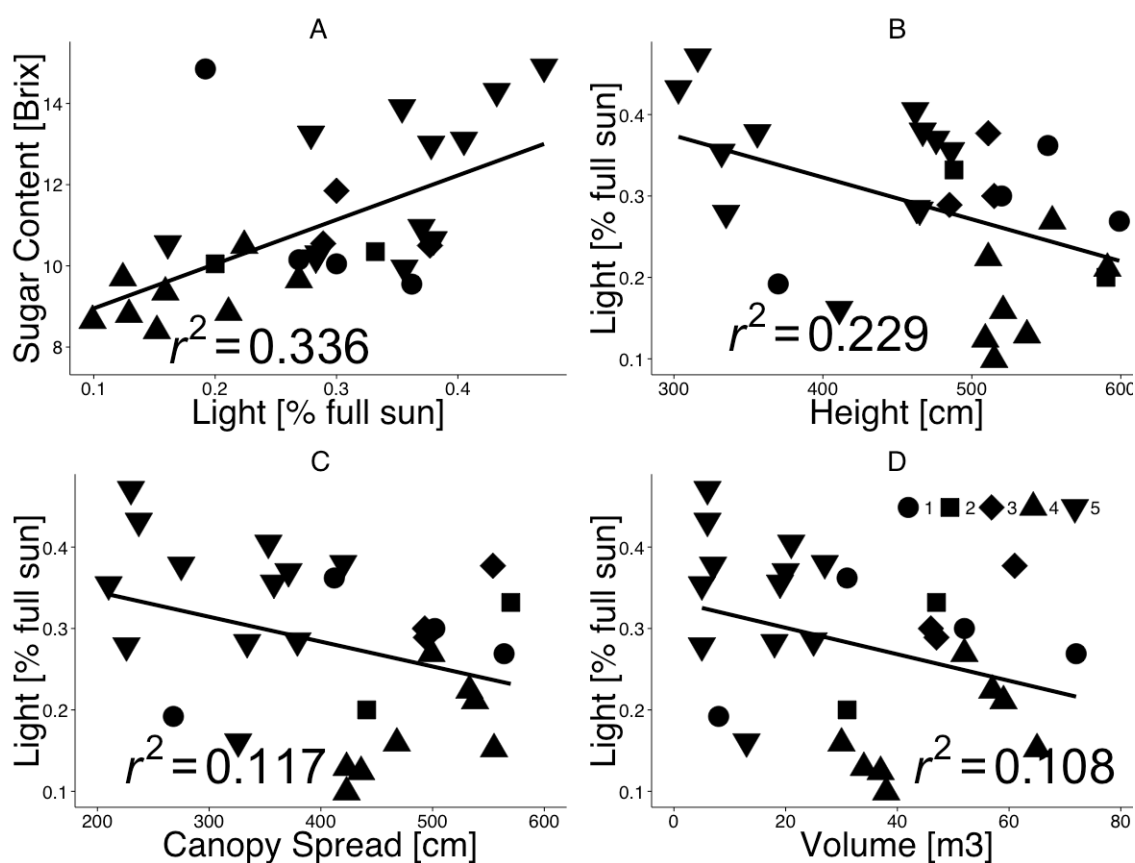 A
Sugar Content [Brix]
14
12
10
8
r² = 0.336
0.1 0.2 0.3 0.4
Light [% full sun]
B
Light [% full sun]
0.4
0.3
0.2
0.1
r² = 0.229
300 400 500 600
Height [cm]
C
Light [% full sun]
0.4
0.3
0.2
0.1
r² = 0.117
200 300 400 500 600
Canopy Spread [cm]
D
1 2 3 4 5
Light [% full sun]
0.4
0.3
0.2
0.1
r² = 0.108
0 20 40 60 80
Volume [m3]